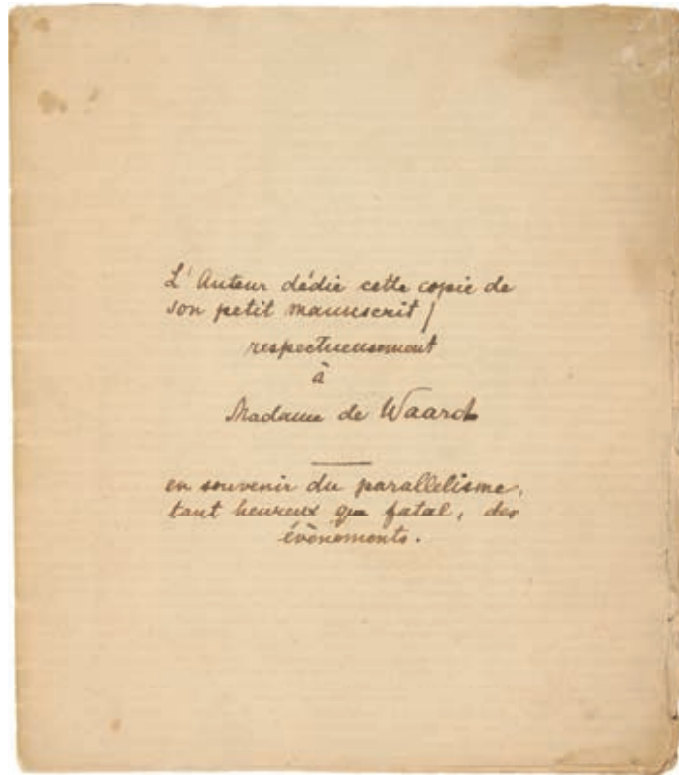 L'Auteur dédie cette copie de
son petit manuscrit /
respectueusement
à
Madame de Waard
en souvenir du parallelisme,
tant heureux que fatal, des
évènements.